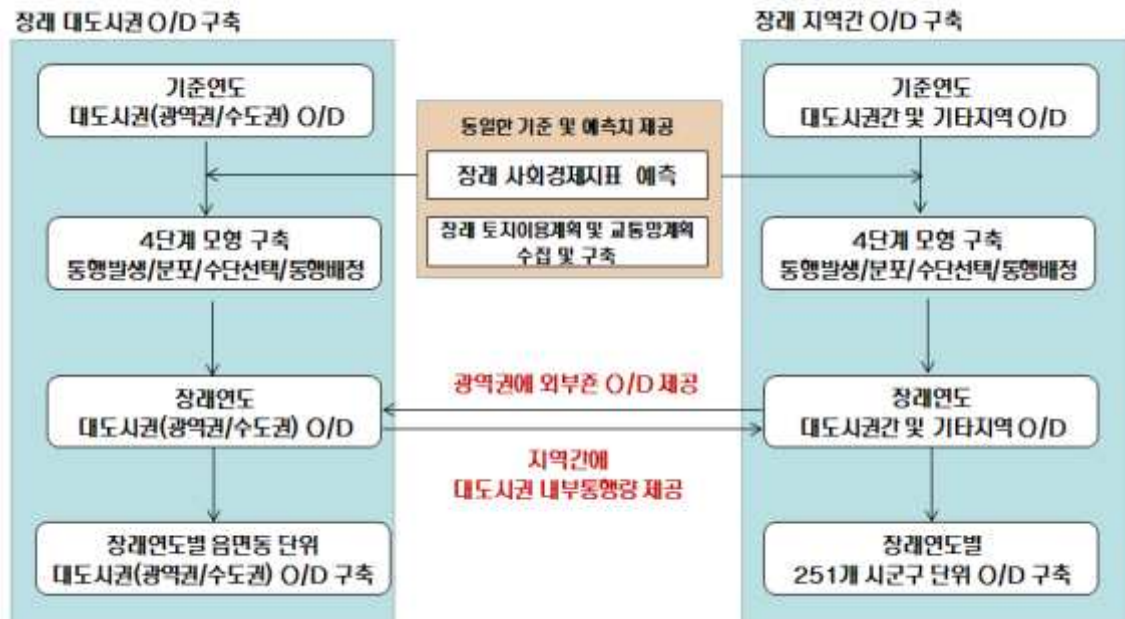 장래 대도시권 O/D 구축
기준연도
대도시권(광역권/수도권) O/D
4단계 모형 구축
통행발생/분포/수단선택/통행배정
장래연도
대도시권(광역권/수도권) O/D
장래연도별 읍면동 단위
대도시권(광역권/수도권) O/D 구축
동일한 기준 및 예측치 제공
장래 사회경제지표 예측
장래 토지이용계획 및 교통망계획
수집 및 구축
광역권에 외부존 O/D 제공
지역간에
대도시권 내부통행량 제공
장래 지역간 O/D 구축
기준연도
대도시권간 및 기타지역 O/D
4단계 모형 구축
통행발생/분포/수단선택/통행배정
장래연도
대도시권간 및 기타지역 O/D
장래연도별
251개 시군구 단위 O/D 구축